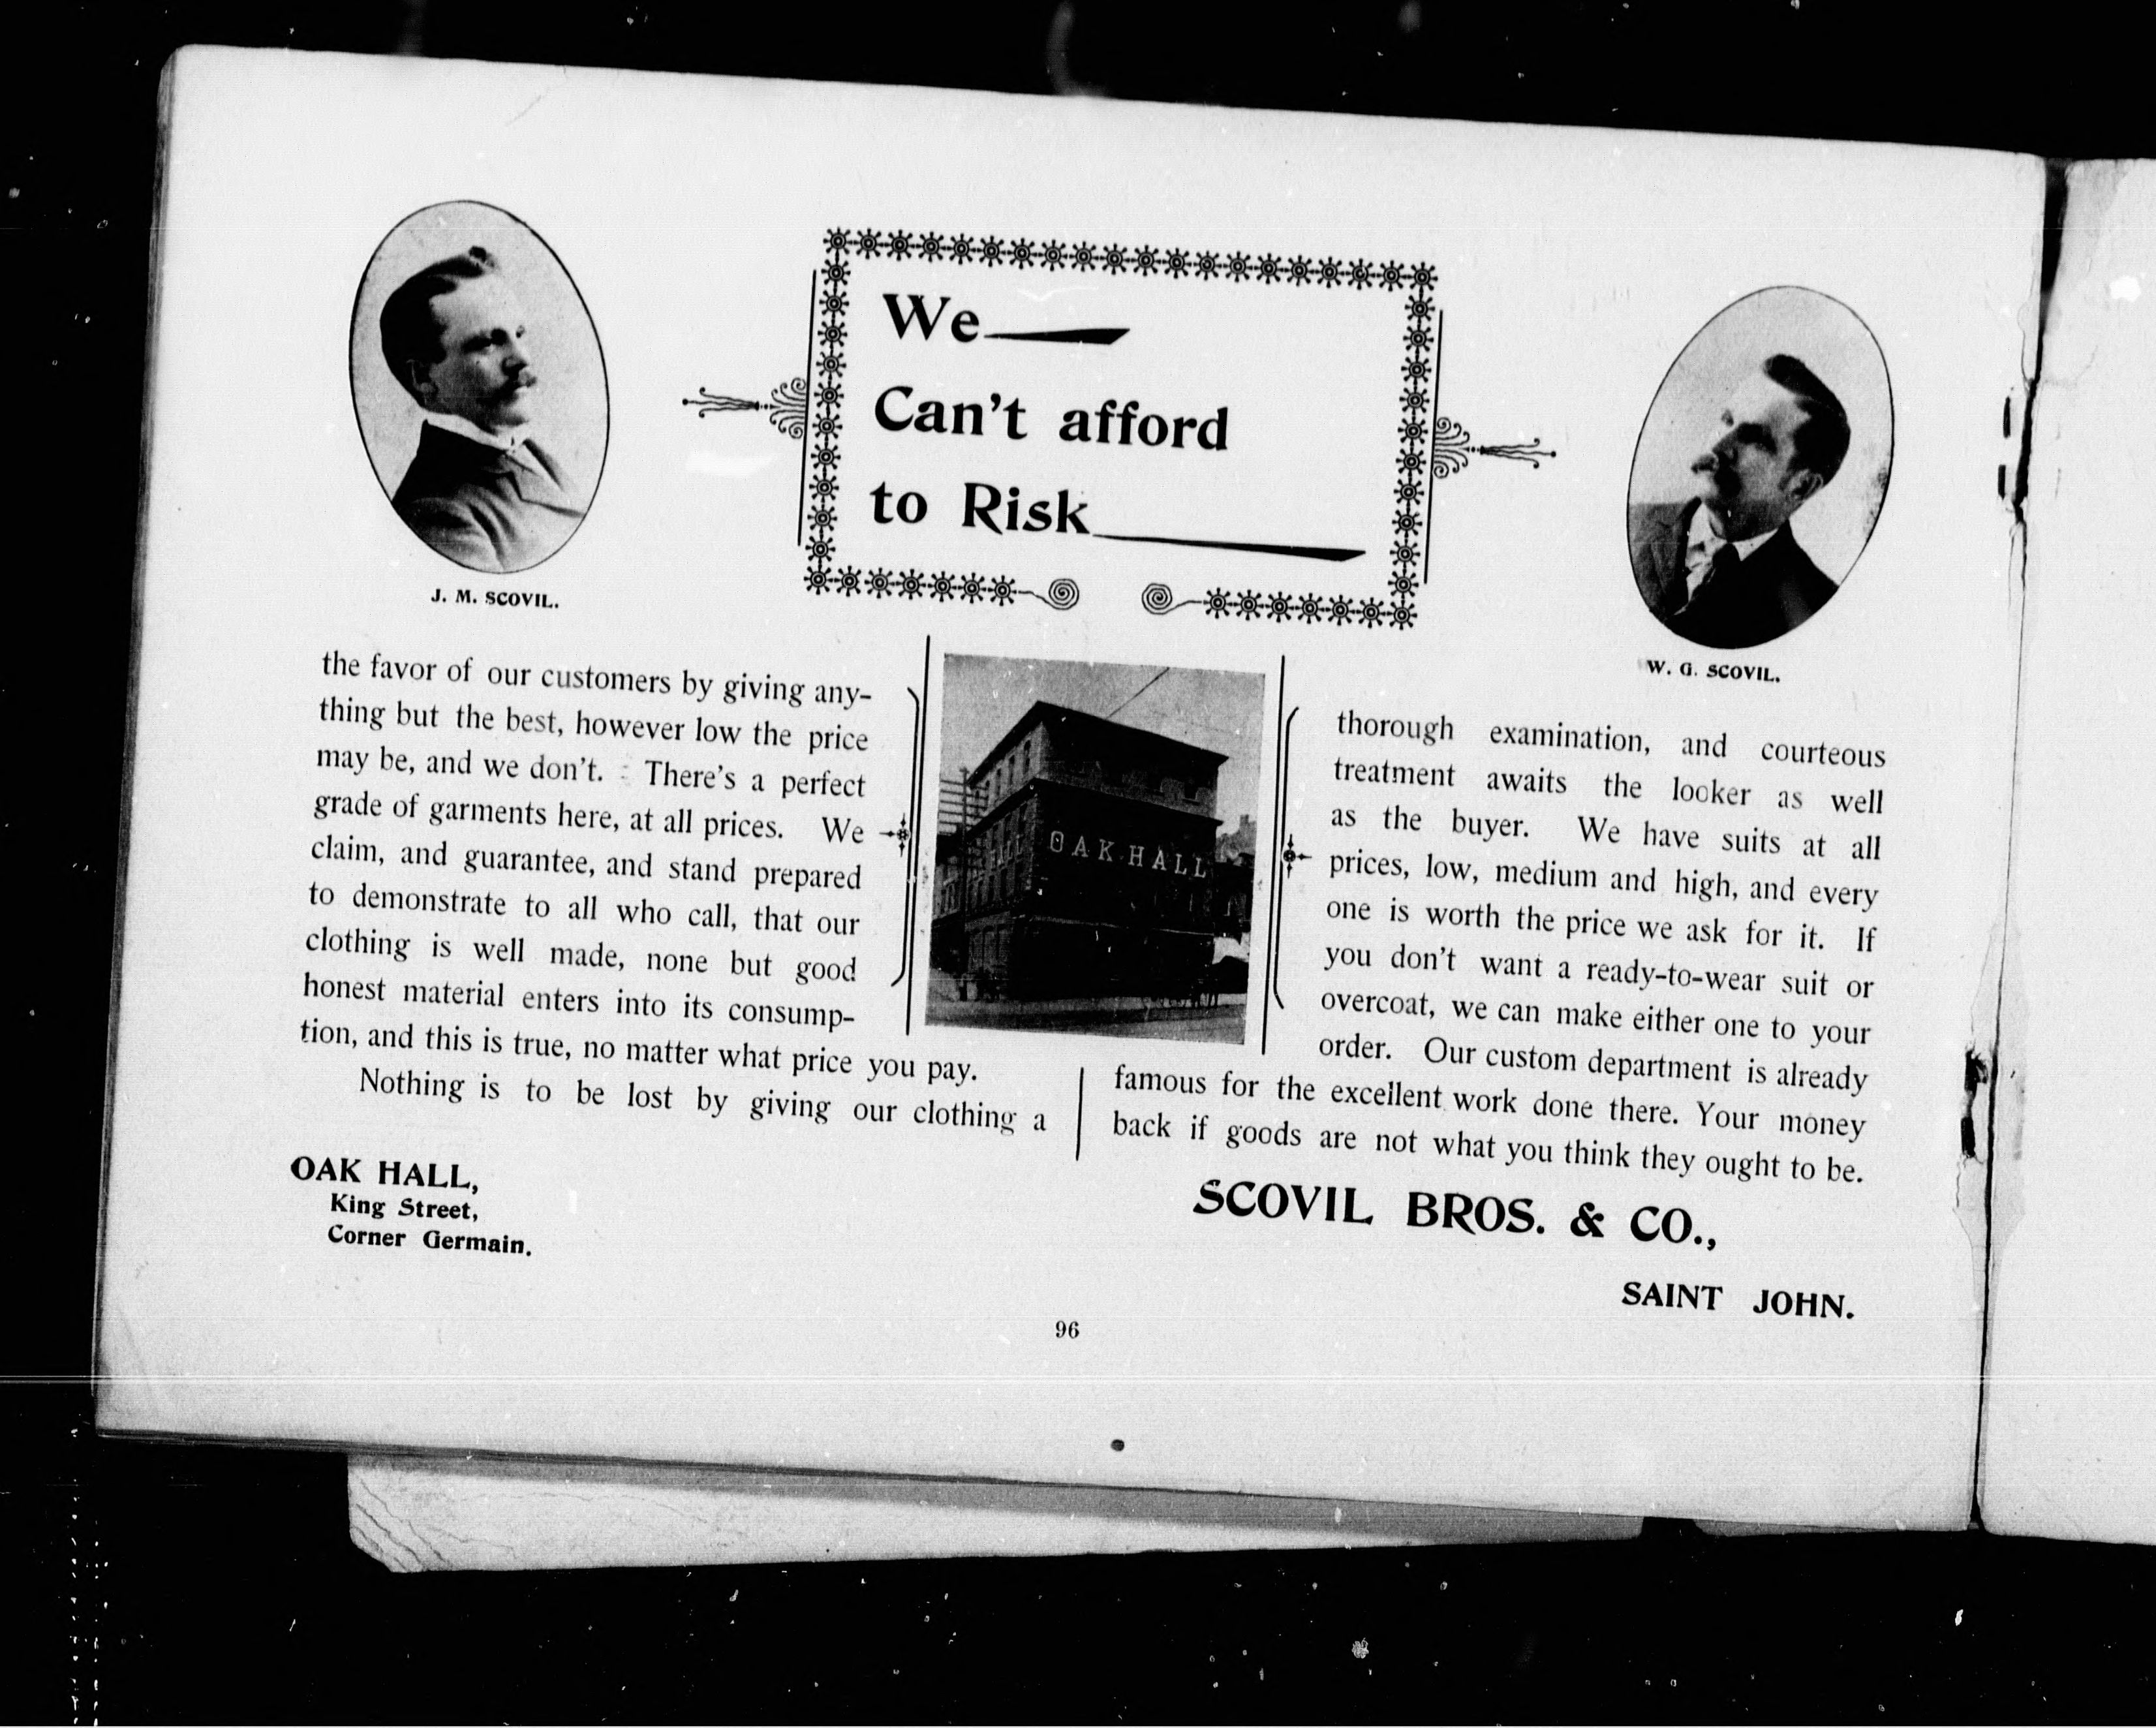 We
Can't afford
to Risk
J. M. SCOVIL.
W. G. SCOVIL.
the favor of our customers by giving any-
thing but the best, however low the price
may be, and we don't. There's a perfect
grade of garments here, at all prices. We
claim, and guarantee, and stand prepared
to demonstrate to all who call, that our
clothing is well made, none but good
honest material enters into its consump-
tion, and this is true, no matter what price you pay.
Nothing is to be lost by giving our clothing a
OAK HALL
thorough examination, and courteous
treatment awaits the looker as well
as the buyer. We have suits at all
prices, low, medium and high, and every
one is worth the price we ask for it. If
you don't want a ready-to-wear suit or
overcoat, we can make either one to your
order. Our custom department is already
famous for the excellent work done there. Your money
back if goods are not what you think they ought to be.
OAK HALL,
King Street,
Corner Germain.
SCOVIL BROS. & CO.,
SAINT JOHN.
96